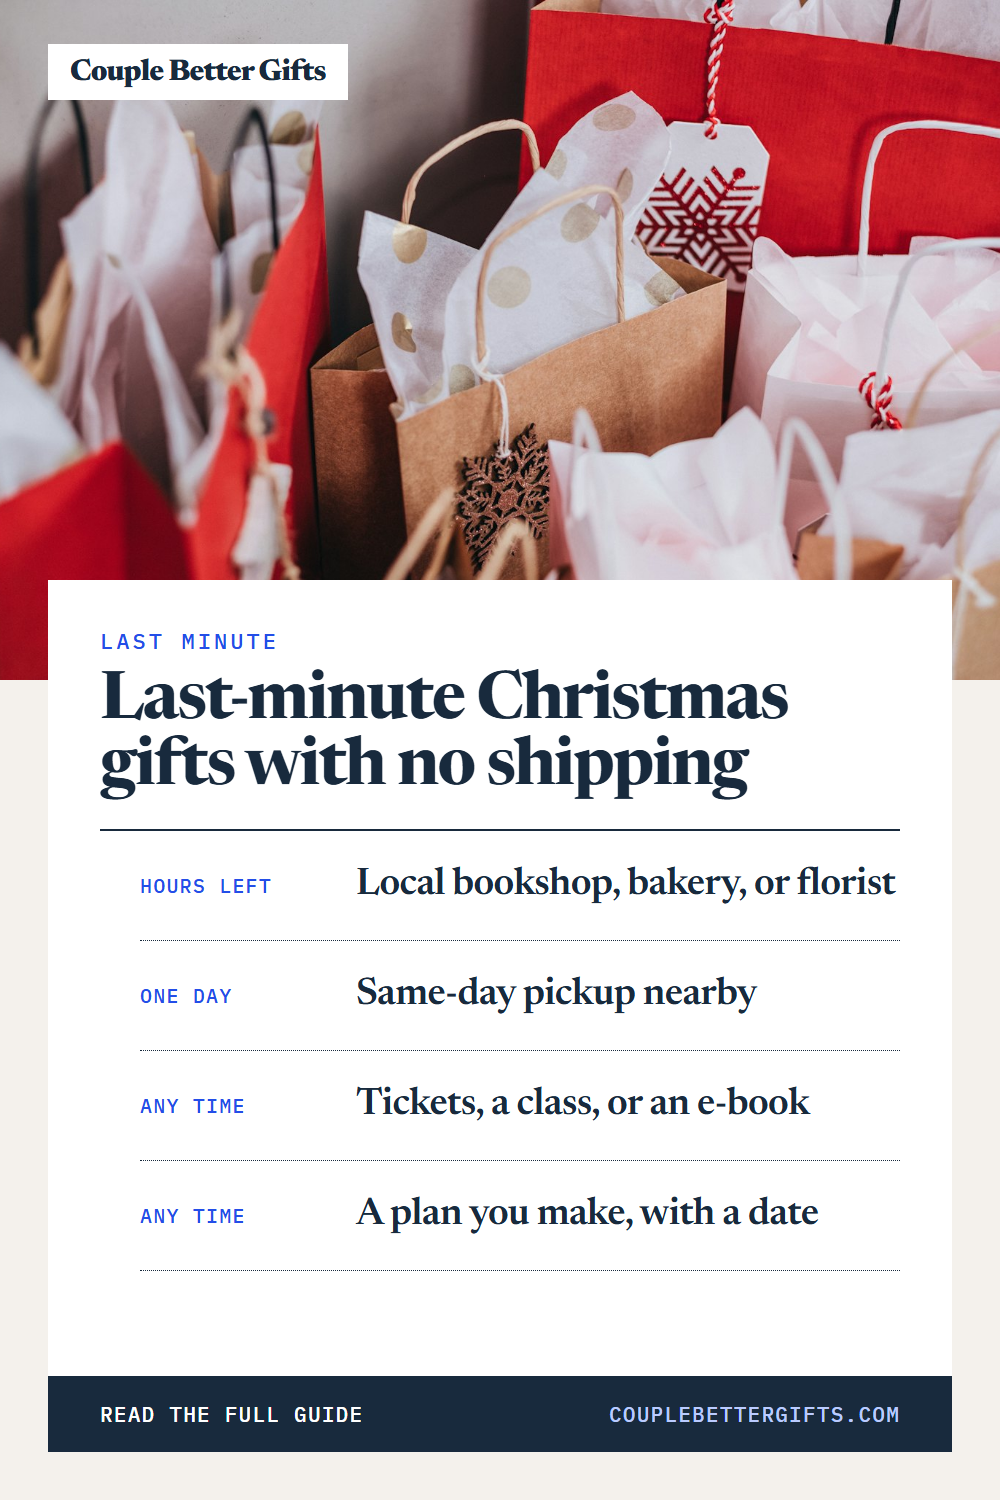 Couple Better Gifts
LAST MINUTE
Last-minute Christmas
gifts with no shipping
HOURS LEFT Local bookshop, bakery, or florist
ONE DAY Same-day pickup nearby
ANY TIME Tickets, a class, or an e-book
ANY TIME A plan you make, with a date
READ THE FULL GUIDE COUPLEBETTERGIFTS.COM